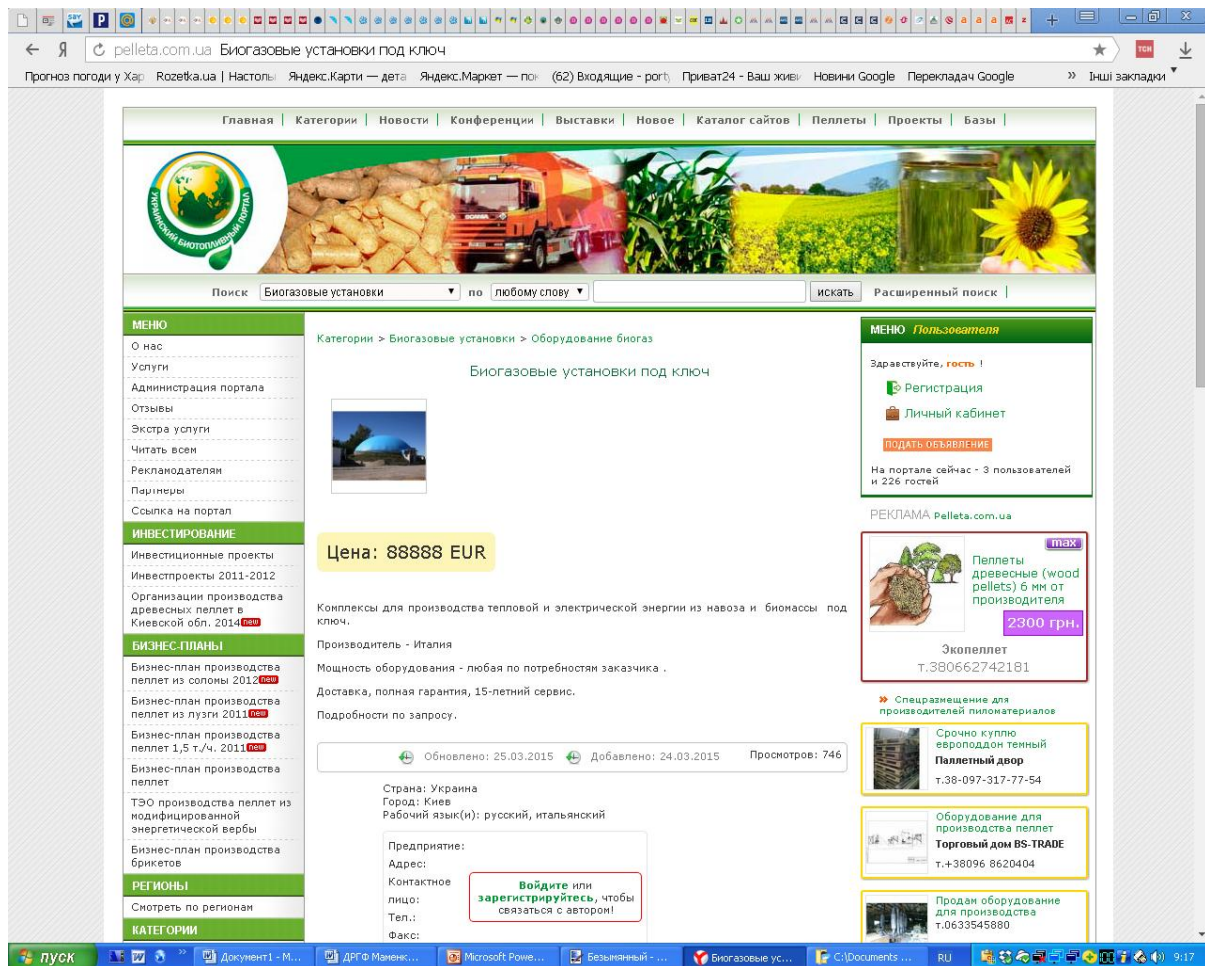 pelleta.com.ua Биогазовые установки под ключ
Прогноз погоди у Хар Rozetka.ua | Настоль Яндекс.Карти — дета Яндекс.Маркет — по (62) Входящие - Приват24 - Ваш живи Новини Google Перекладач Google » Інші закладки
Главная | Категории | Новости | Конференции | Выставки | Новое | Каталог сайтов | Пеллеты | Проекты | Базы |
УКРАИНСКИЙ БИОТОПЛИВНЫЙ ПОРТАЛ
SCANIA
Поиск Биогазовые установки по любому слову искать Расширенный поиск |
МЕНЮ
О нас
Услуги
Администрация портала
Отзывы
Экстра услуги
Читать всем
Рекламодателям
Партнеры
Ссылка на портал
ИНВЕСТИРОВАНИЕ
Инвестиционные проекты
Инвестпроекты 2011-2012
Организации производства
древесных пеллет в
Киевской обл. 2014 new
БИЗНЕС-ПЛАНЫ
Бизнес-план производства
пеллет из соломы 2012 new
Бизнес-план производства
пеллет из лузги 2011 new
Бизнес-план производства
пеллет 1,5 т./ч. 2011 new
Бизнес-план производства
пеллет
ТЭО производства пеллет из
модифицированной
энергетической вербы
Бизнес-план производства
брикетов
РЕГИОНЫ
Смотреть по регионам
КАТЕГОРИИ
Категории > Биогазовые установки > Оборудование биогаз
Биогазовые установки под ключ
Цена: 88888 EUR
Комплексы для производства тепловой и электрической энергии из навоза и биомассы под
ключ.
Производитель - Италия
Мощность оборудования - любая по потребностям заказчика .
Доставка, полная гарантия, 15-летний сервис.
Подробности по запросу.
Обновлено: 25.03.2015 Добавлено: 24.03.2015 Просмотров: 746
Страна: Украина
Город: Киев
Рабочий язык(и): русский, итальянский
Предприятие:
Адрес:
Контактное
лицо:
Тел.:
Факс:
Войдите или
зарегистрируйтесь, чтобы
связаться с автором!
МЕНЮ Пользователя
Здравствуйте, гость !
Регистрация
Личный кабинет
ПОДАТЬ ОБЪЯВЛЕНИЕ
На портале сейчас - 3 пользователей
и 226 гостей
РЕКЛАМА Pelleta.com.ua
max
Пеллеты
древесные (wood
pellets) 6 мм от
производителя
2300 грн.
Экопеллет
т.380662742181
Спецразмещение для
производителей пиломатериалов
Срочно куплю
европоддон темный
Паллетный двор
т.38-097-317-77-54
Оборудование для
производства пеллет
Торговый дом BS-TRADE
т.+38096 8620404
Продам оборудование
для производства
т.0633545880
пуск Документ1 - M... ДРГФ Маменк... Microsoft Powe... Безымянный - ... Биогазовые ус... C:\Documents ... RU 9:17